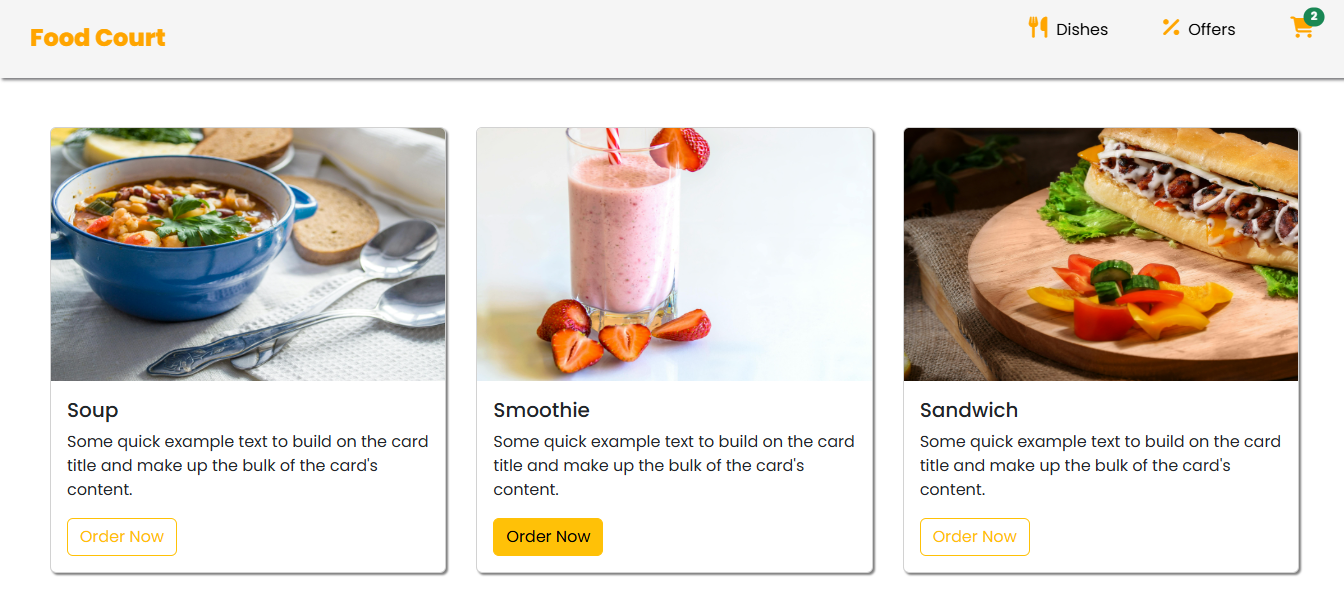 Food Court
Dishes
Offers
2
Soup
Some quick example text to build on the card
title and make up the bulk of the card's
content.
Order Now
Smoothie
Some quick example text to build on the card
title and make up the bulk of the card's
content.
Order Now
Sandwich
Some quick example text to build on the card
title and make up the bulk of the card's
content.
Order Now